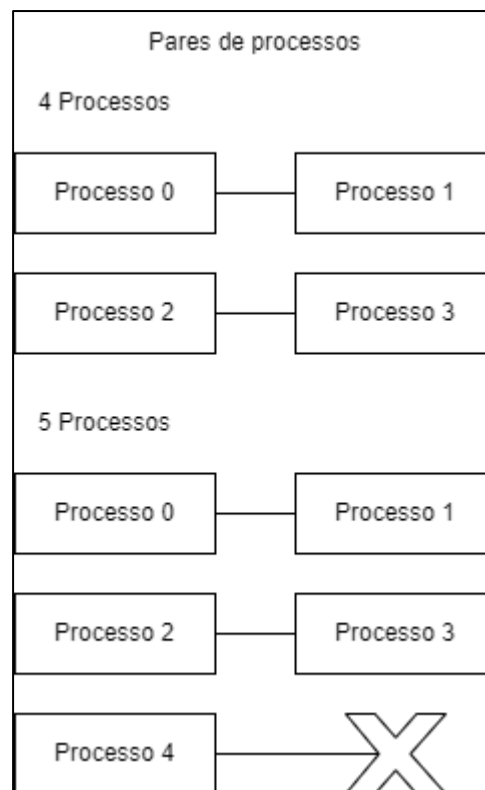 Pares de processos
4 Processos
Processo 0
Processo 1
Processo 2
Processo 3
5 Processos
Processo 0
Processo 1
Processo 2
Processo 3
Processo 4